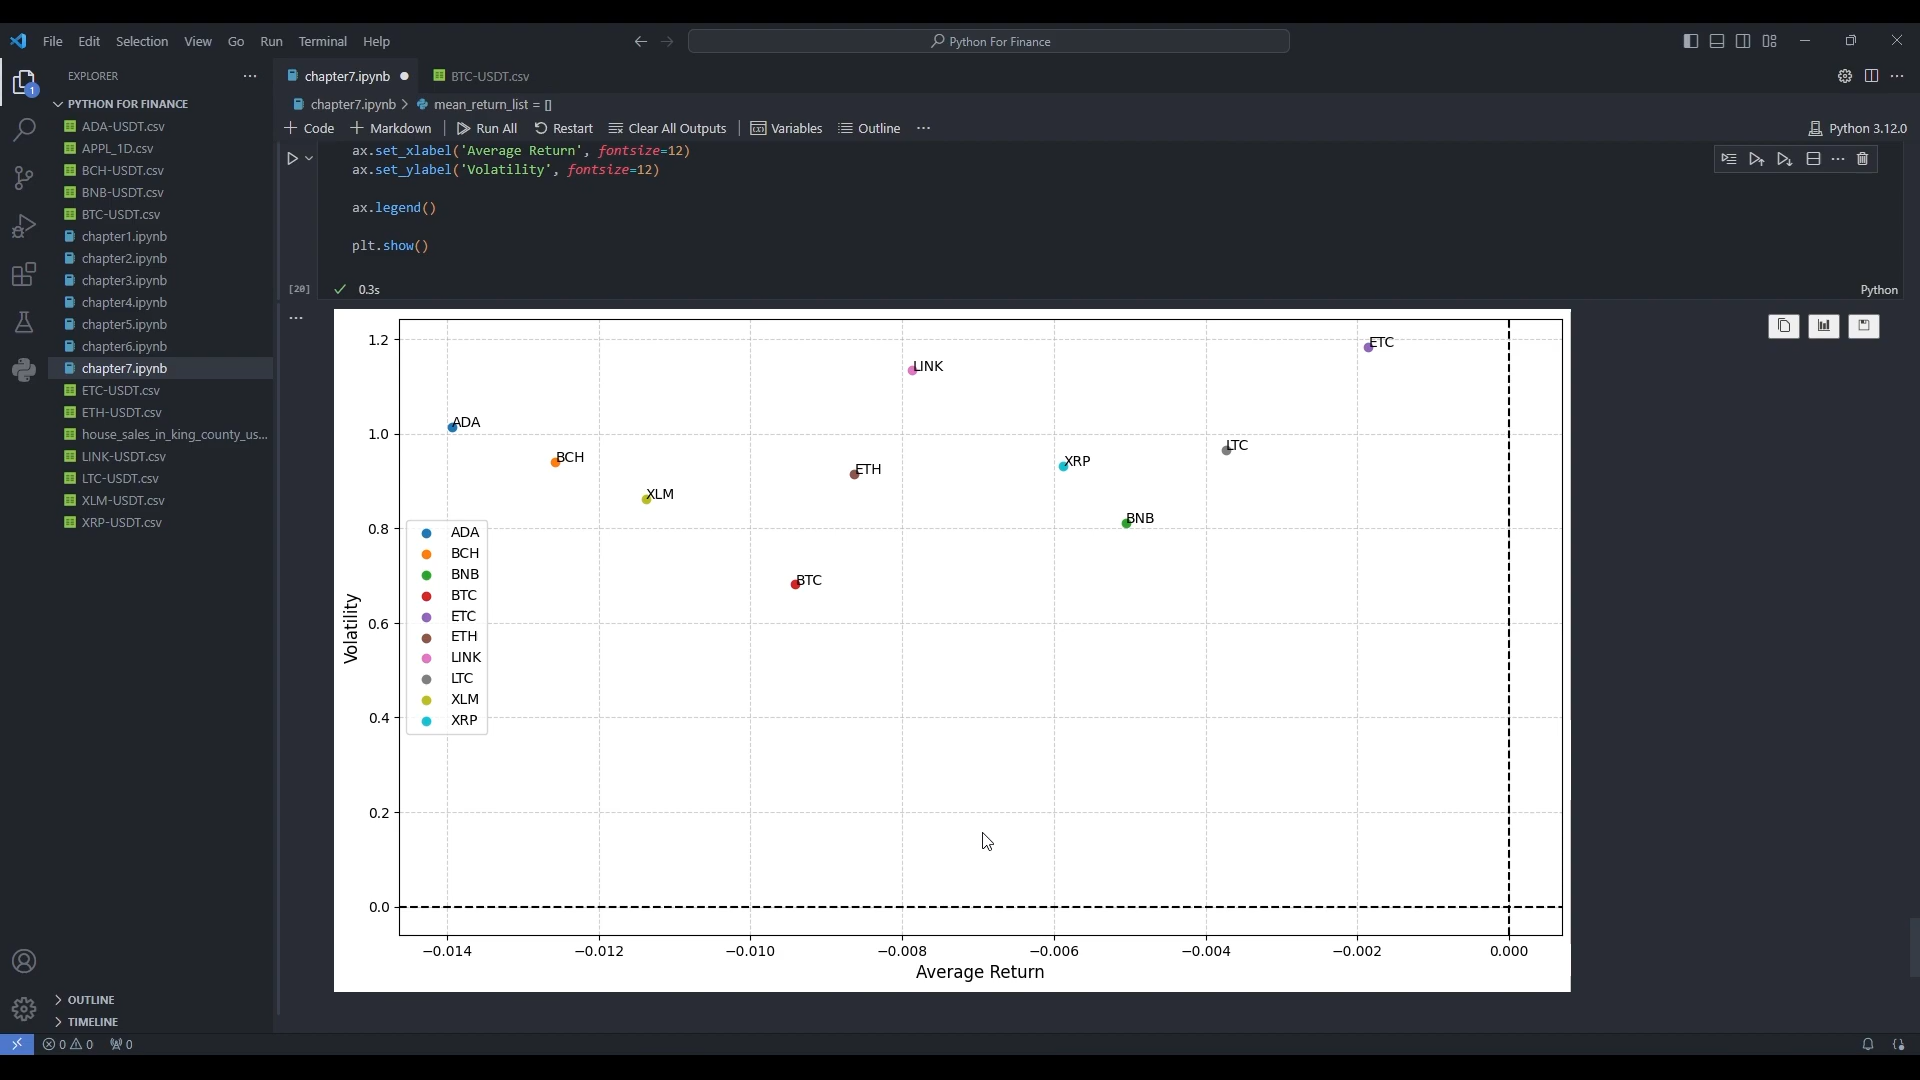 File Edit Selection View Go Run Terminal Help
Python For Finance
EXPLORER
PYTHON FOR FINANCE
ADA-USDT.csv
APPL_1D.csv
BCH-USDT.csv
BNB-USDT.csv
BTC-USDT.csv
chapter1.ipynb
chapter2.ipynb
chapter3.ipynb
chapter4.ipynb
chapter5.ipynb
chapter6.ipynb
chapter7.ipynb
ETC-USDT.csv
ETH-USDT.csv
house_sales_in_king_county_us...
LINK-USDT.csv
LTC-USDT.csv
XLM-USDT.csv
XRP-USDT.csv
OUTLINE
TIMELINE
1
chapter7.ipynb BTC-USDT.csv
chapter7.ipynb > mean_return_list = []
Code Markdown Run All Restart Clear All Outputs Variables Outline ...
Python 3.12.0
ax.set_xlabel('Average Return', fontsize=12)
ax.set_ylabel('Volatility', fontsize=12)
ax.legend()
plt.show()
[20] 0.3s Python
1.2
1.0
0.8
0.6
0.4
0.2
0.0
Volatility
ETC
LINK
ADA
LTC
BCH
XRP
ETH
XLM
BNB
BTC
ADA
BCH
BNB
BTC
ETC
ETH
LINK
LTC
XLM
XRP
−0.014 −0.012 −0.010 −0.008 −0.006 −0.004 −0.002 0.000
Average Return
0 0 0